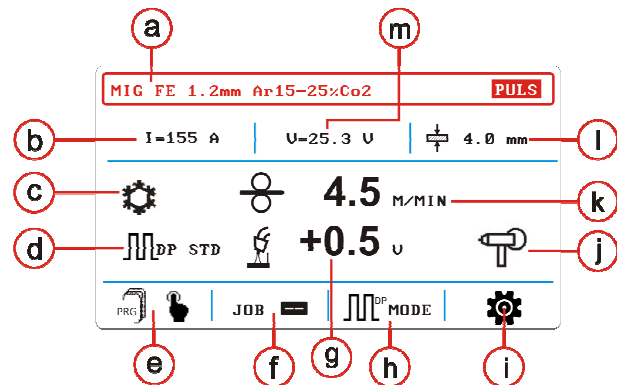 a
m
MIG FE 1.2mm Ar15-25%Co2 PULS
b I=155 A V=25.3 V 4.0 mm l
c 4.5 M/MIN k
d DP STD +0.5 V j
PRG JOB -- DP MODE
e f g h i